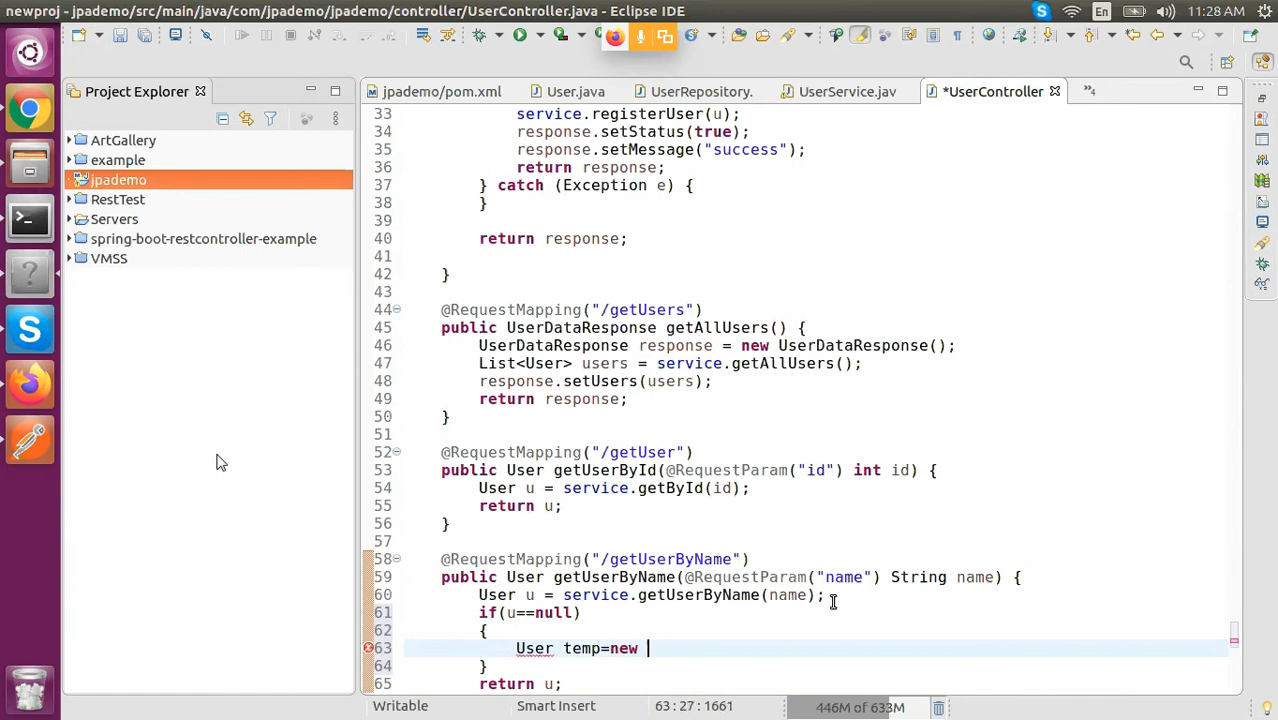 newproj - jpademo/src/main/java/com/jpademo/jpademo/controller/UserController.java - Eclipse IDE
En
11:28 AM
Project Explorer
jpademo/pom.xml
User.java
UserRepository.
UserService.jav
*UserController
»4
ArtGallery
example
jpademo
RestTest
Servers
spring-boot-restcontroller-example
VMSS
33 service.registerUser(u);
34 response.setStatus(true);
35 response.setMessage("success");
36 return response;
37 } catch (Exception e) {
38 }
39
40 return response;
41
42 }
43
44 @RequestMapping("/getUsers")
45 public UserDataResponse getAllUsers() {
46 UserDataResponse response = new UserDataResponse();
47 List<User> users = service.getAllUsers();
48 response.setUsers(users);
49 return response;
50 }
51
52 @RequestMapping("/getUser")
53 public User getUserById(@RequestParam("id") int id) {
54 User u = service.getById(id);
55 return u;
56 }
57
58 @RequestMapping("/getUserByName")
59 public User getUserByName(@RequestParam("name") String name) {
60 User u = service.getUserByName(name);
61 if(u==null)
62 {
63 User temp=new
64 }
65 return u;
Writable
Smart Insert
63 : 27 : 1661
446M of 633M